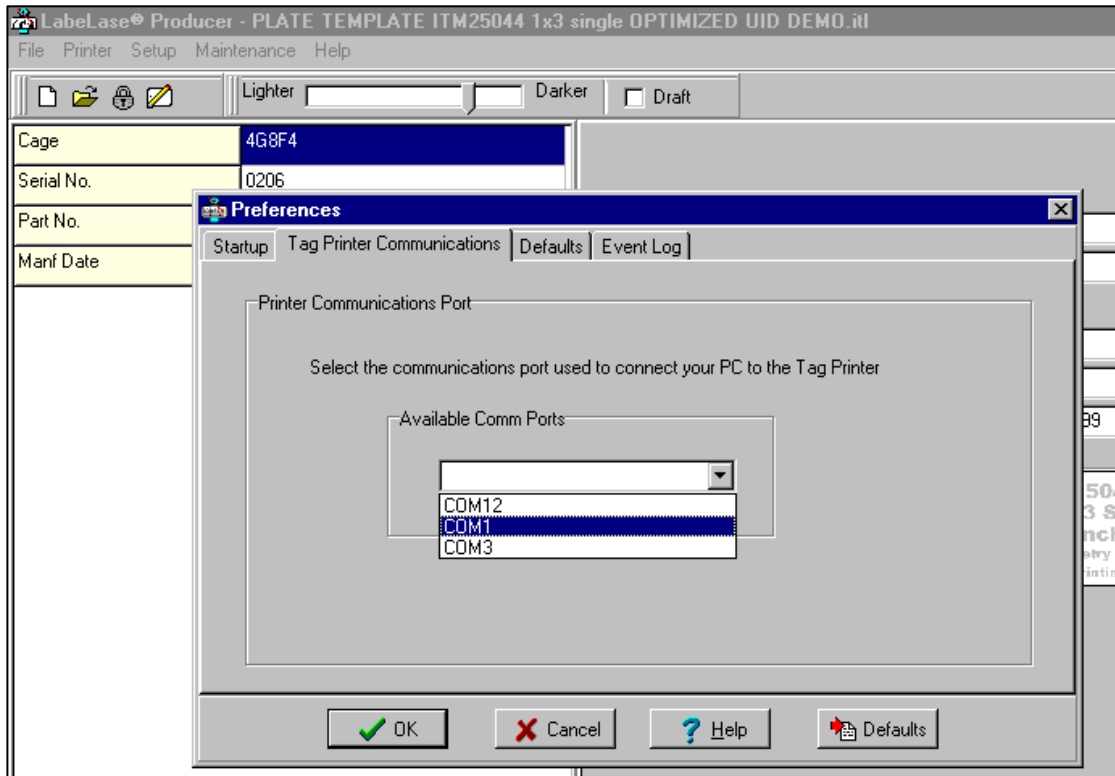 LabeLase® Producer - PLATE TEMPLATE ITM25044 1x3 single OPTIMIZED UID DEMO.itl
File Printer Setup Maintenance Help
Lighter Darker Draft
Cage 4G8F4
Serial No. 0206
Part No.
Manf Date
Preferences
Startup Tag Printer Communications Defaults Event Log
Printer Communications Port
Select the communications port used to connect your PC to the Tag Printer
Available Comm Ports
COM12
COM1
COM3
OK Cancel Help Defaults